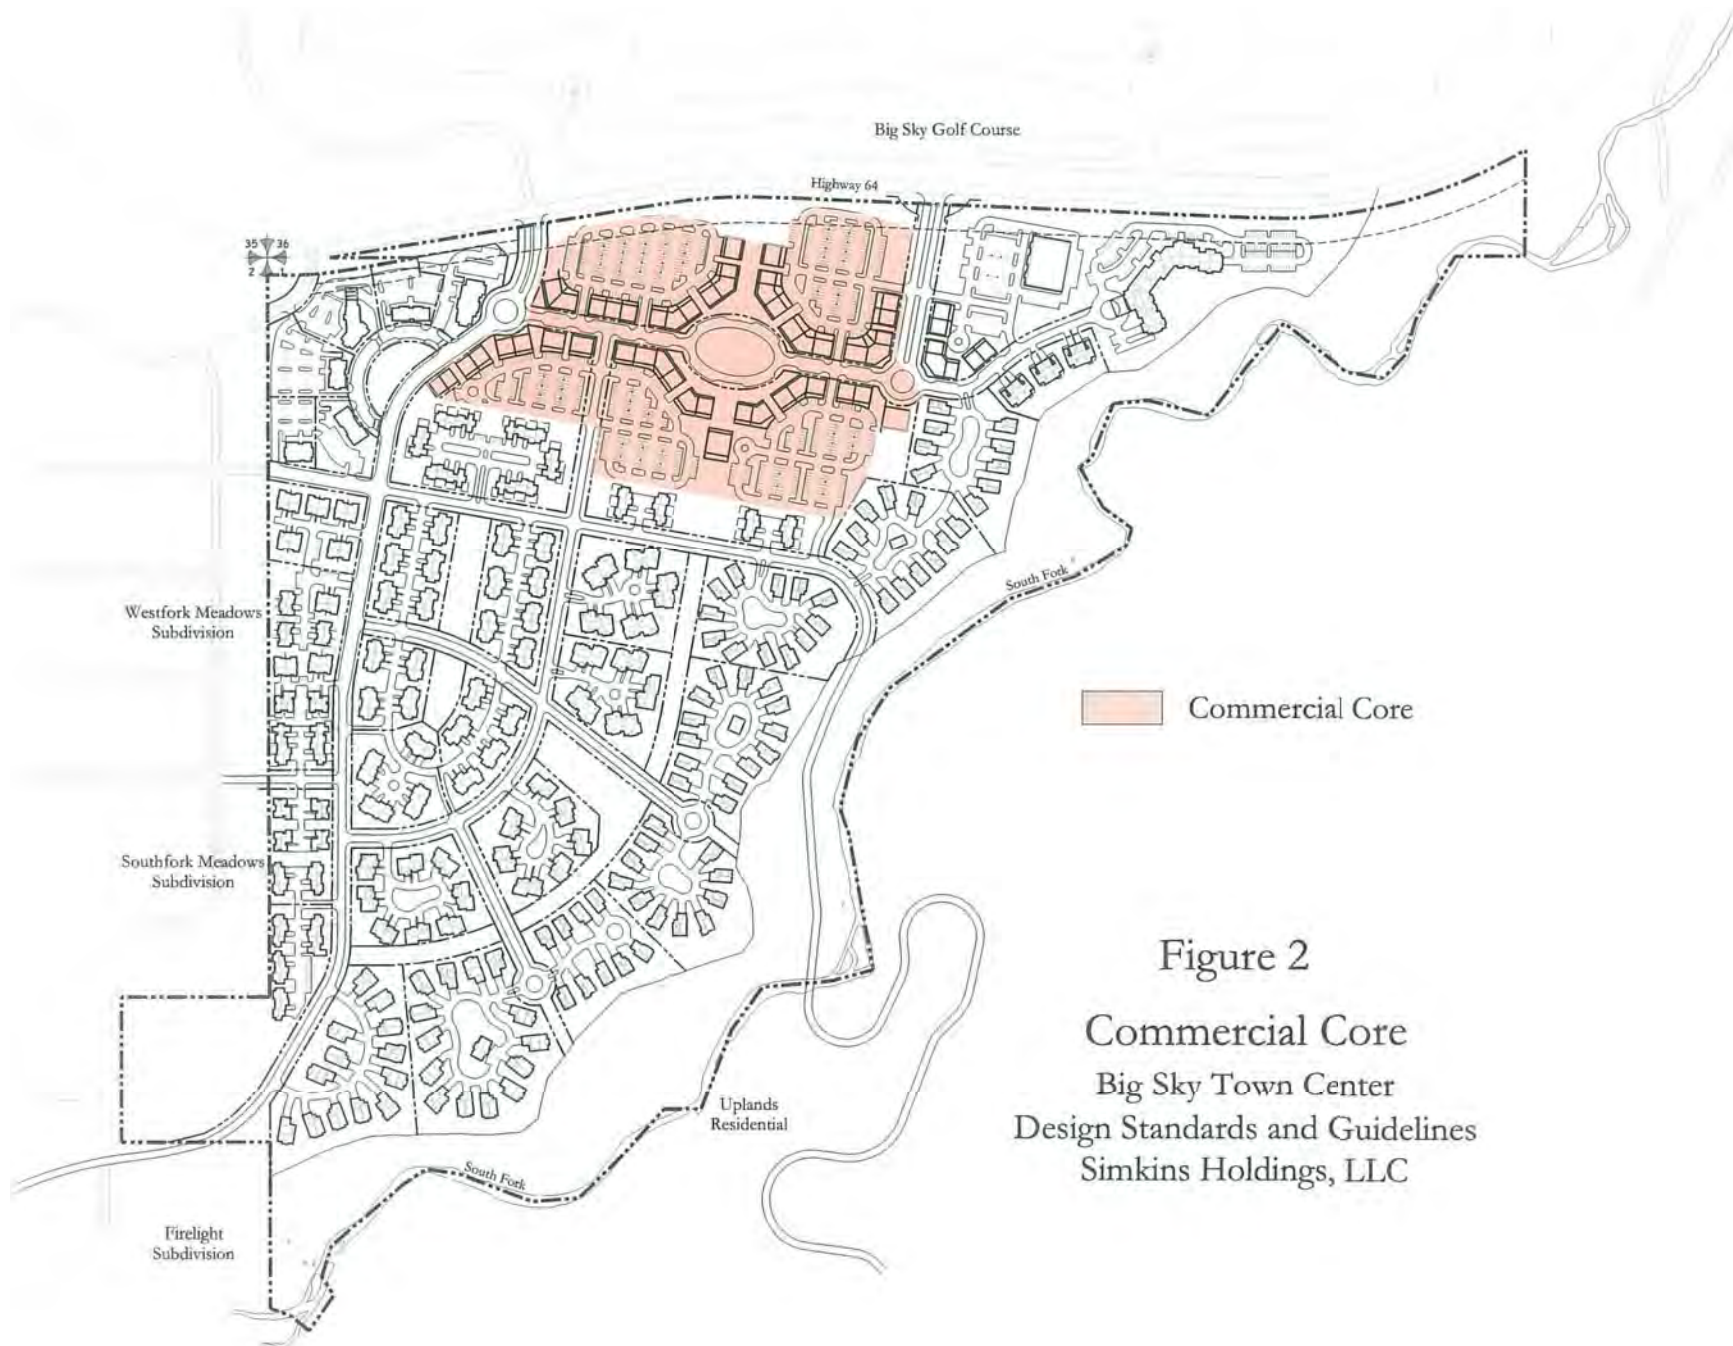 Big Sky Golf Course
Highway 64
35 36
2 1
South Fork
Westfork Meadows
Subdivision
Commercial Core
Southfork Meadows
Subdivision
Figure 2
Commercial Core
Big Sky Town Center
Design Standards and Guidelines
Simkins Holdings, LLC
Uplands
Residential
South Fork
Firelight
Subdivision